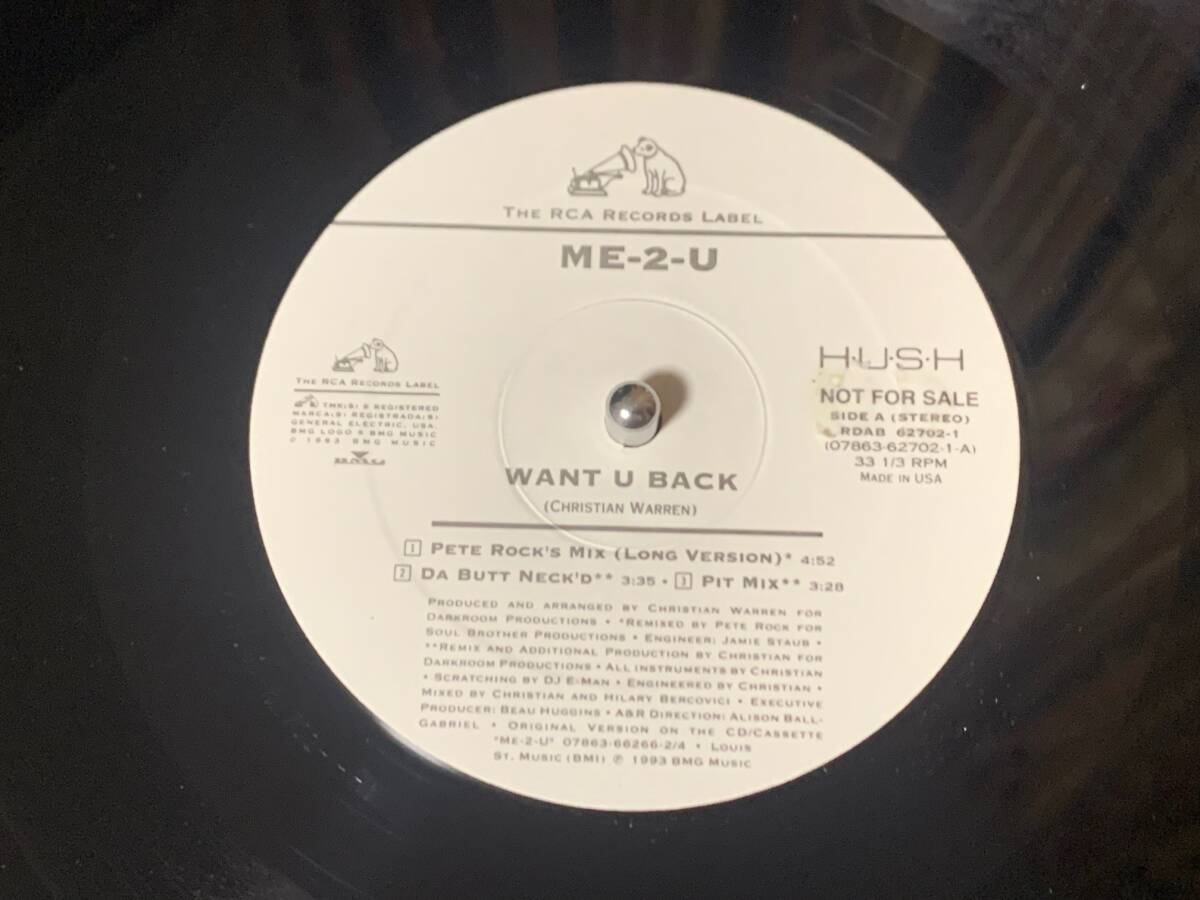 THE RCA RECORDS LABEL
ME-2-U
THE RCA RECORDS LABEL
TMK(S) ® REGISTERED
MARCA(S) REGISTRADA(S)
GENERAL ELECTRIC, USA.
BMG LOGO ® BMG MUSIC
© 1993 BMG MUSIC
BMG
H·U·S·H
NOT FOR SALE
SIDE A (STEREO)
RDAB 62702-1
(07863-62702-1-A)
33 1/3 RPM
MADE IN USA
WANT U BACK
(CHRISTIAN WARREN)
1 PETE ROCK'S MIX (LONG VERSION)* 4:52
2 DA BUTT NECK'D** 3:35 • 3 PIT MIX** 3:28
PRODUCED AND ARRANGED BY CHRISTIAN WARREN FOR
DARKROOM PRODUCTIONS • *REMIXED BY PETE ROCK FOR
SOUL BROTHER PRODUCTIONS • ENGINEER: JAMIE STAUB •
**REMIX AND ADDITIONAL PRODUCTION BY CHRISTIAN FOR
DARKROOM PRODUCTIONS • ALL INSTRUMENTS BY CHRISTIAN
• SCRATCHING BY DJ E-MAN • ENGINEERED BY CHRISTIAN •
MIXED BY CHRISTIAN AND HILARY BERCOVICI • EXECUTIVE
PRODUCER: BEAU HUGGINS • A&R DIRECTION: ALISON BALL-
GABRIEL • ORIGINAL VERSION ON THE CD/CASSETTE
"ME-2-U" 07863-66266-2/4 • LOUIS
ST. MUSIC (BMI) ℗ 1993 BMG MUSIC